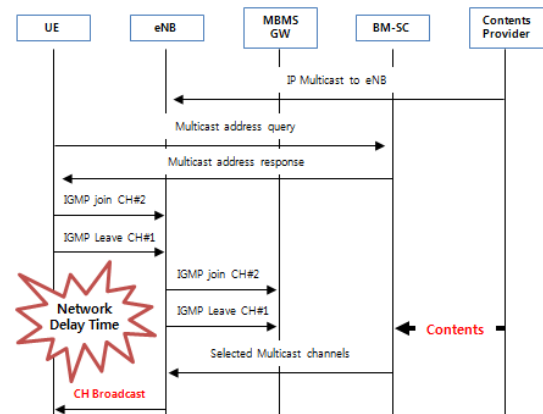 UE
eNB
MBMS
GW
BM-SC
Contents
Provider
IP Multicast to eNB
Multicast address query
Multicast address response
IGMP join CH#2
IGMP Leave CH#1
IGMP join CH#2
Network
Delay Time
IGMP Leave CH#1
Contents
Selected Multicast channels
CH Broadcast